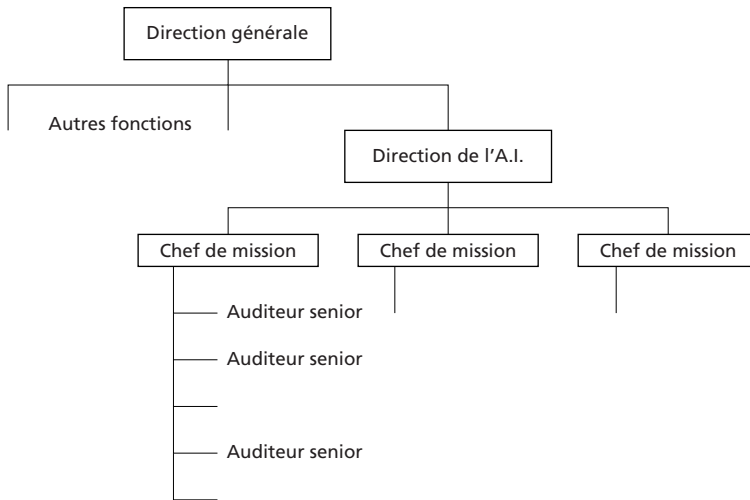 Direction générale
Autres fonctions
Direction de l'A.I.
Chef de mission
Chef de mission
Chef de mission
Auditeur senior
Auditeur senior
Auditeur senior